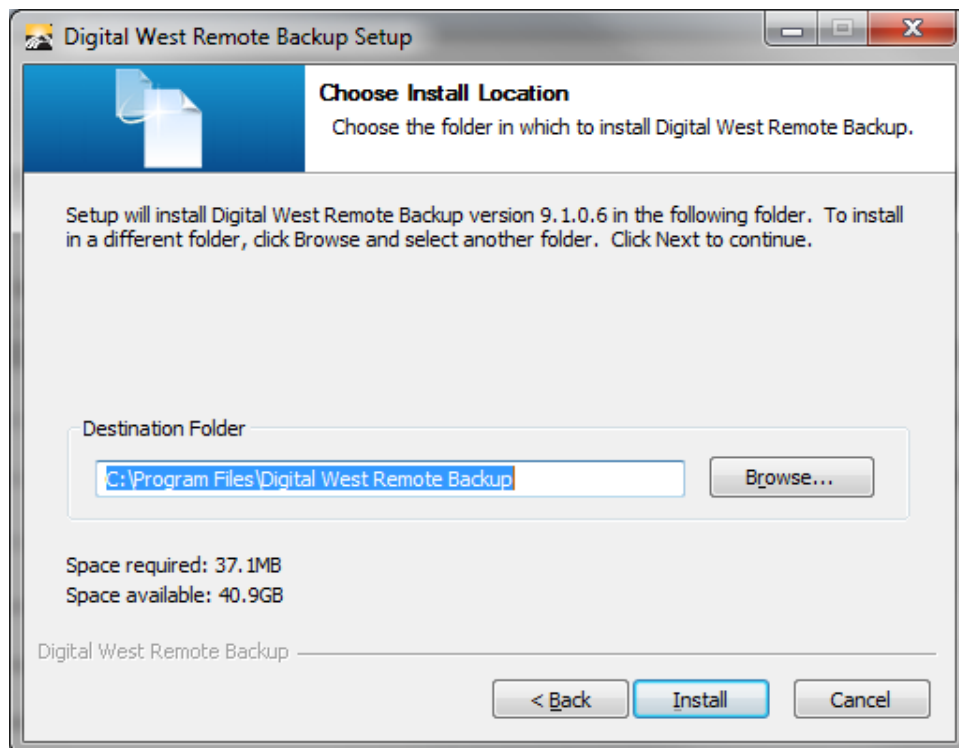 Digital West Remote Backup Setup
Choose Install Location
Choose the folder in which to install Digital West Remote Backup.
Setup will install Digital West Remote Backup version 9.1.0.6 in the following folder. To install
in a different folder, click Browse and select another folder. Click Next to continue.
Destination Folder
C:\Program Files\Digital West Remote Backup
Browse...
Space required: 37.1MB
Space available: 40.9GB
Digital West Remote Backup
< Back
Install
Cancel